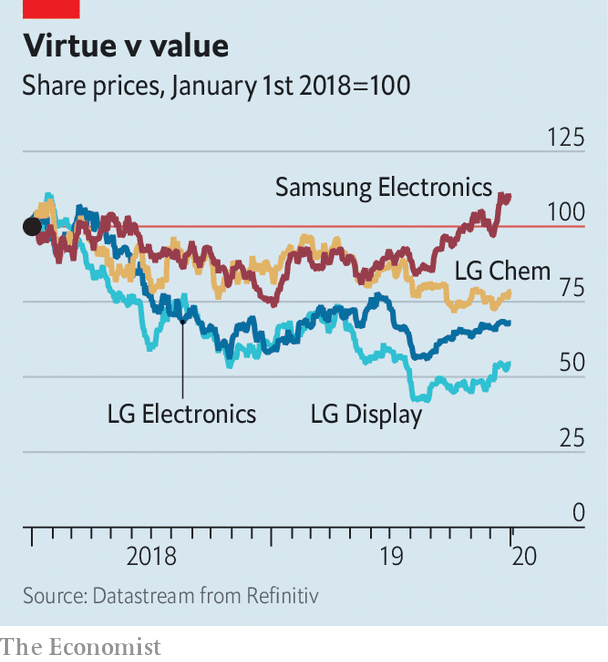 Virtue v value
Share prices, January 1st 2018=100
125
Samsung Electronics
100
LG Chem
75
50
LG Electronics
LG Display
25
0
2018
19
20
Source: Datastream from Refinitiv
The Economist